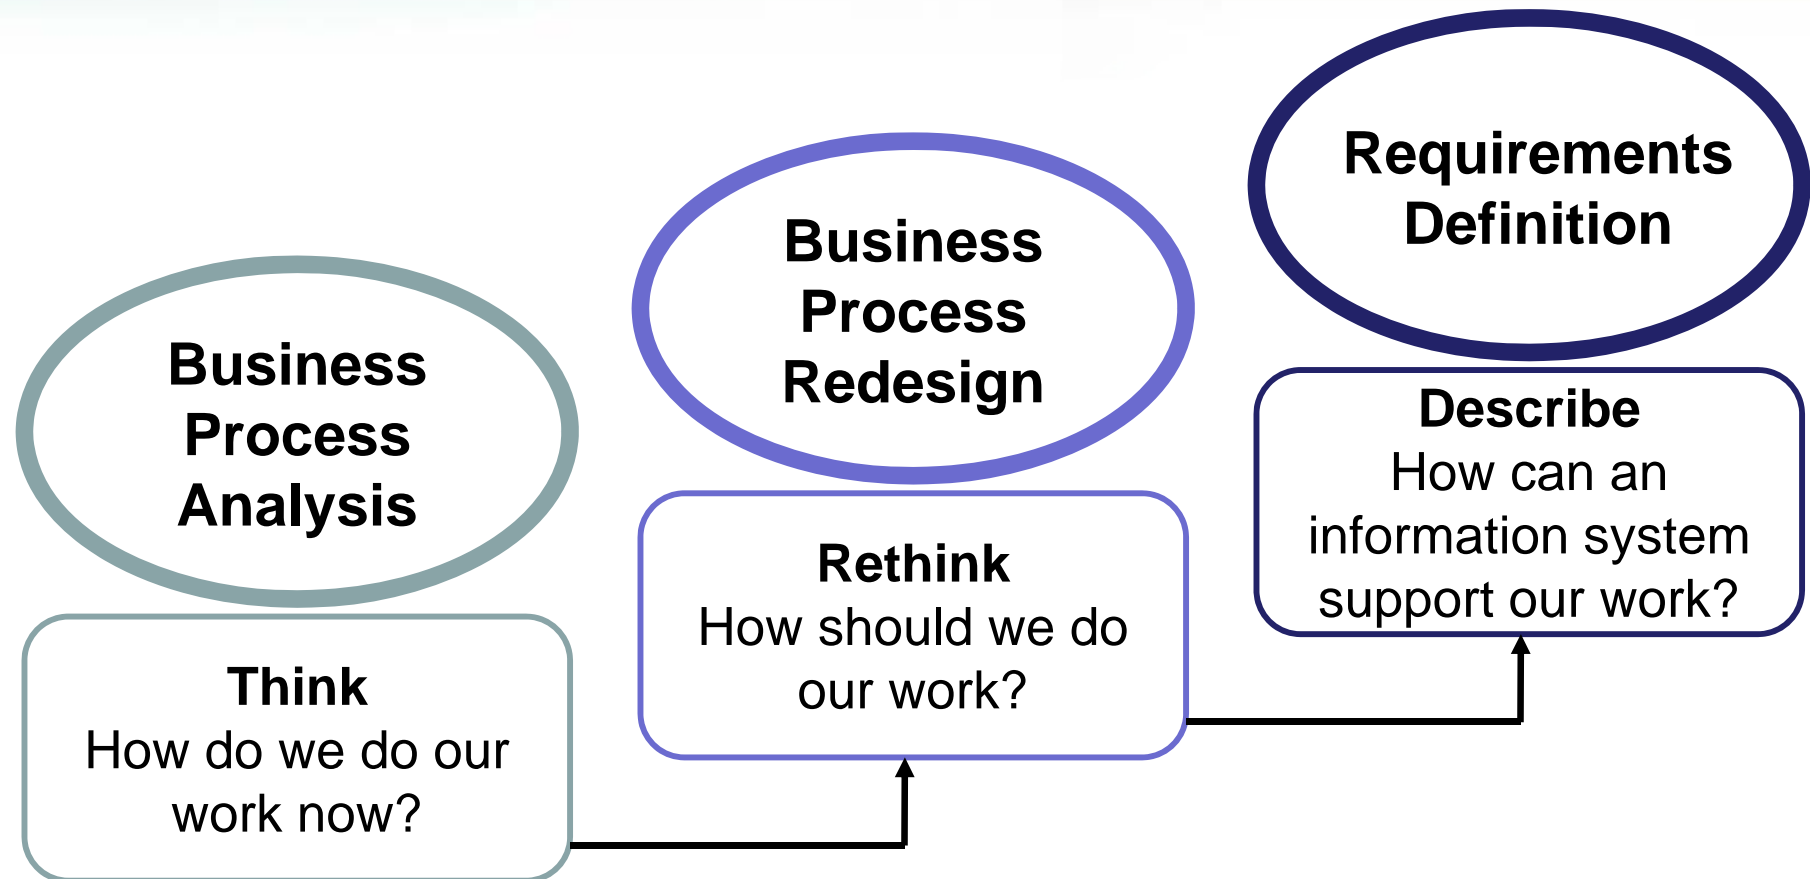 Business
Process
Analysis
Think
How do we do our
work now?
Business
Process
Redesign
Rethink
How should we do
our work?
Requirements
Definition
Describe
How can an
information system
support our work?